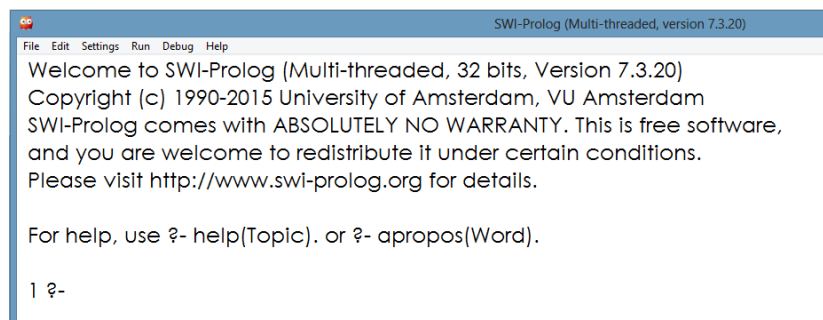 SWI-Prolog (Multi-threaded, version 7.3.20)
File Edit Settings Run Debug Help
Welcome to SWI-Prolog (Multi-threaded, 32 bits, Version 7.3.20)
Copyright (c) 1990-2015 University of Amsterdam, VU Amsterdam
SWI-Prolog comes with ABSOLUTELY NO WARRANTY. This is free software,
and you are welcome to redistribute it under certain conditions.
Please visit http://www.swi-prolog.org for details.
For help, use ?- help(Topic). or ?- apropos(Word).
1 ?-